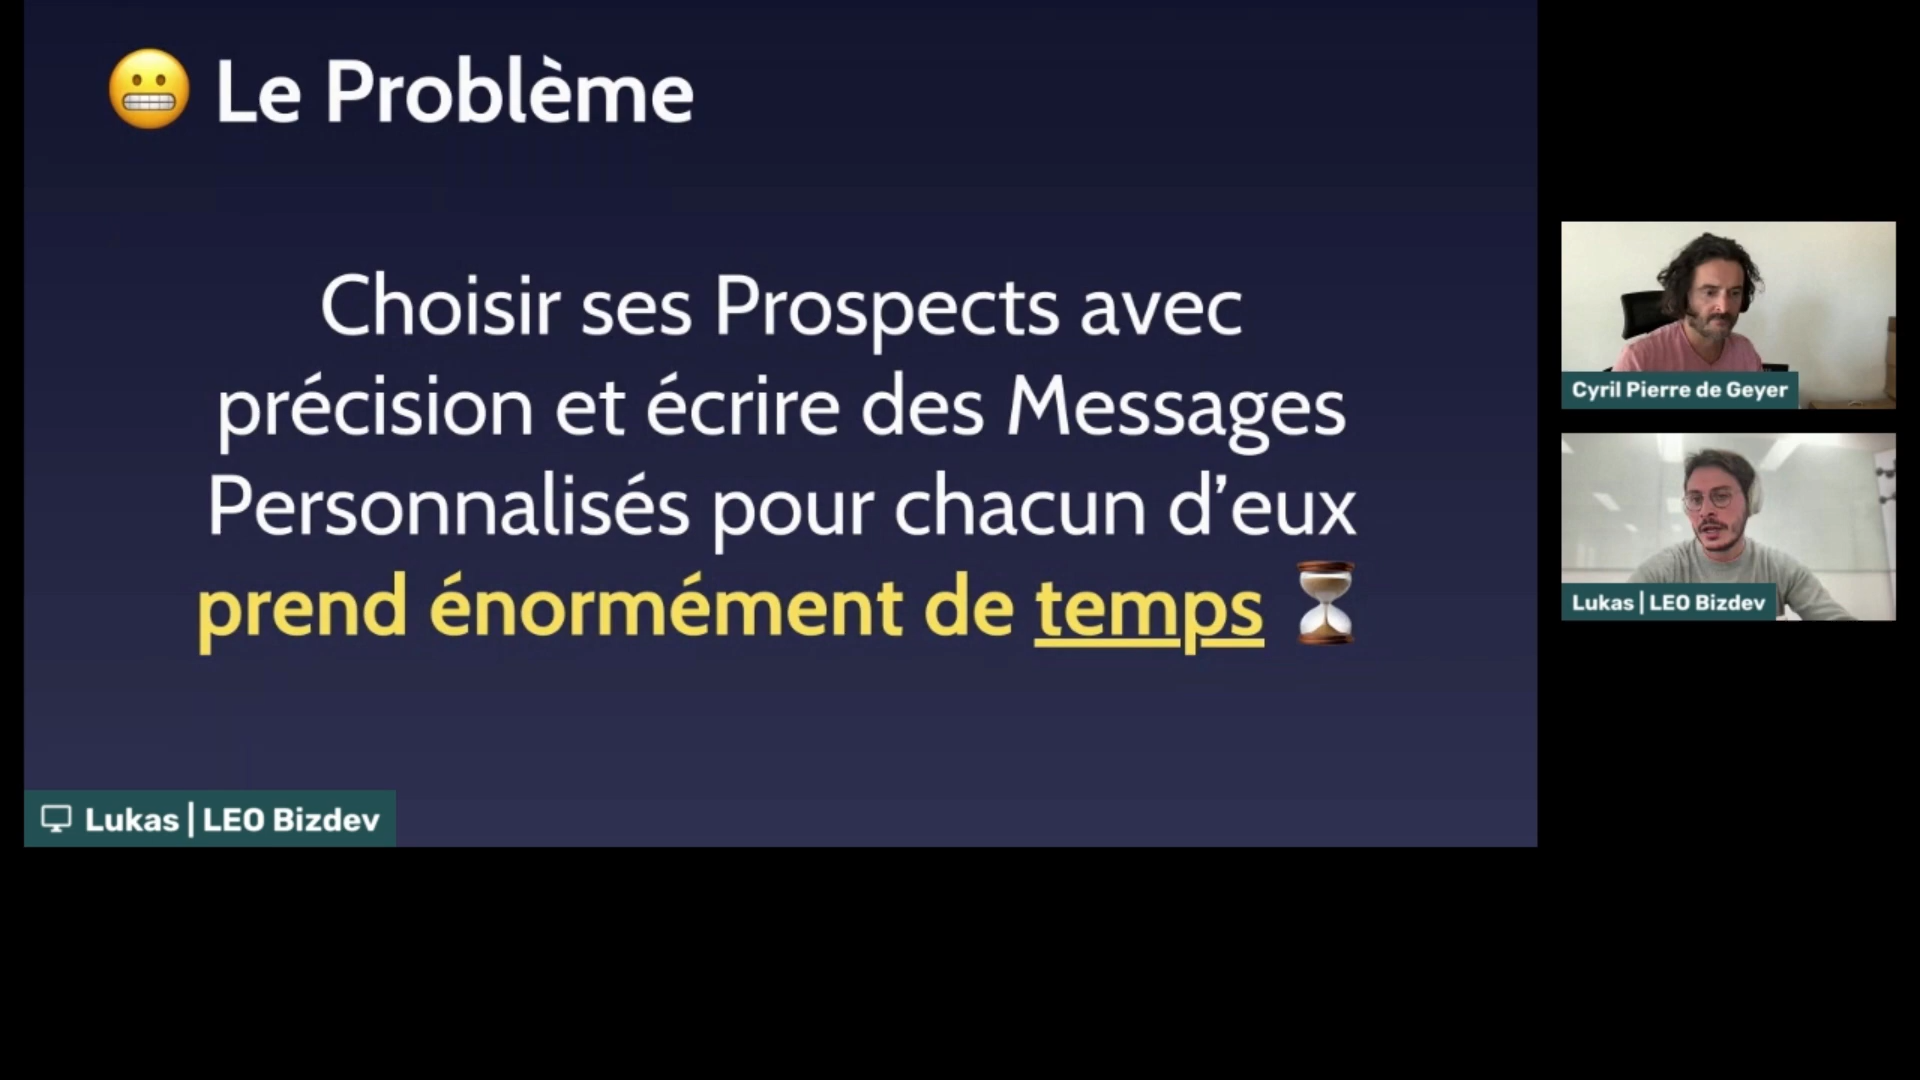 😬 Le Problème
Choisir ses Prospects avec
précision et écrire des Messages
Personnalisés pour chacun d’eux
prend énormément de temps ⏳
Lukas | LEO Bizdev
Cyril Pierre de Geyer
Lukas | LEO Bizdev